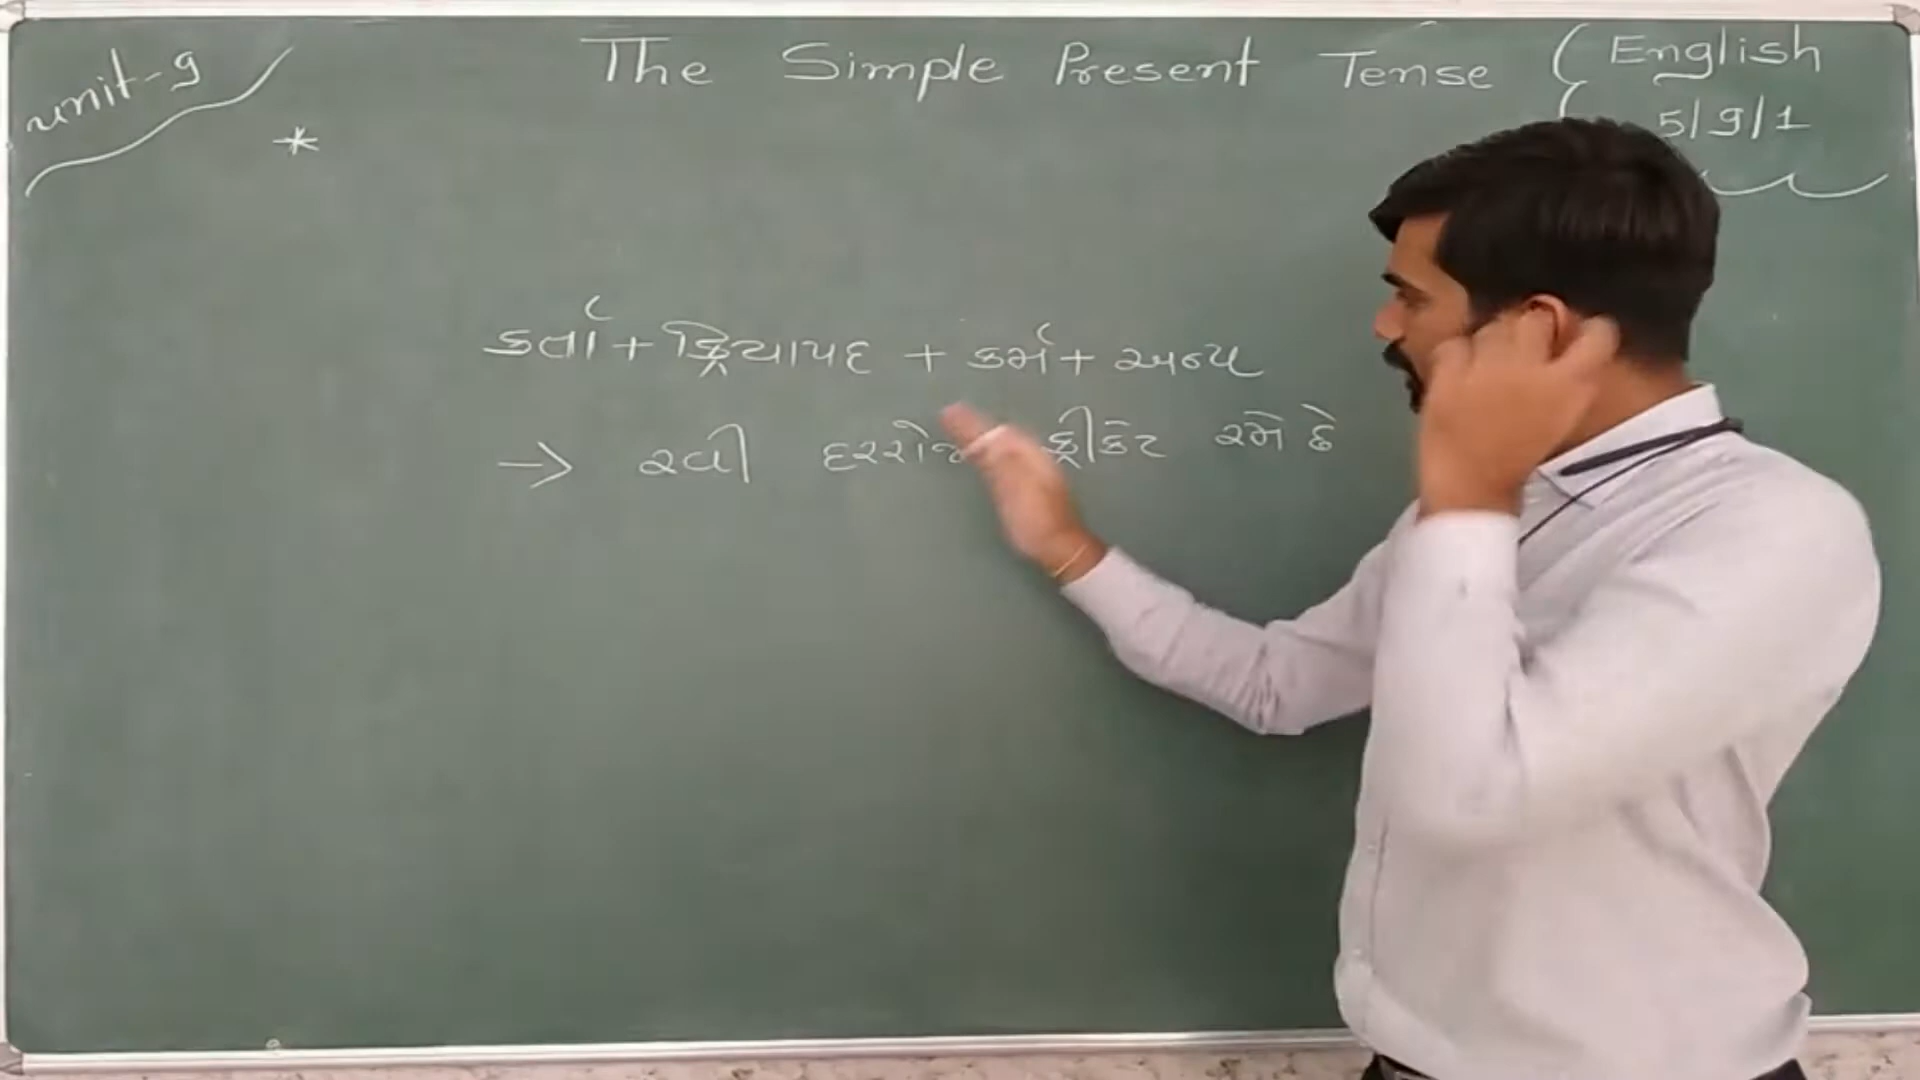 unit-9
The Simple Present Tense
English
5/9/1
*
કર્તા + ક્રિયાપદ + કર્મ + અન્ય
→ રવી દરરોજ ક્રીકેટ રમે છે